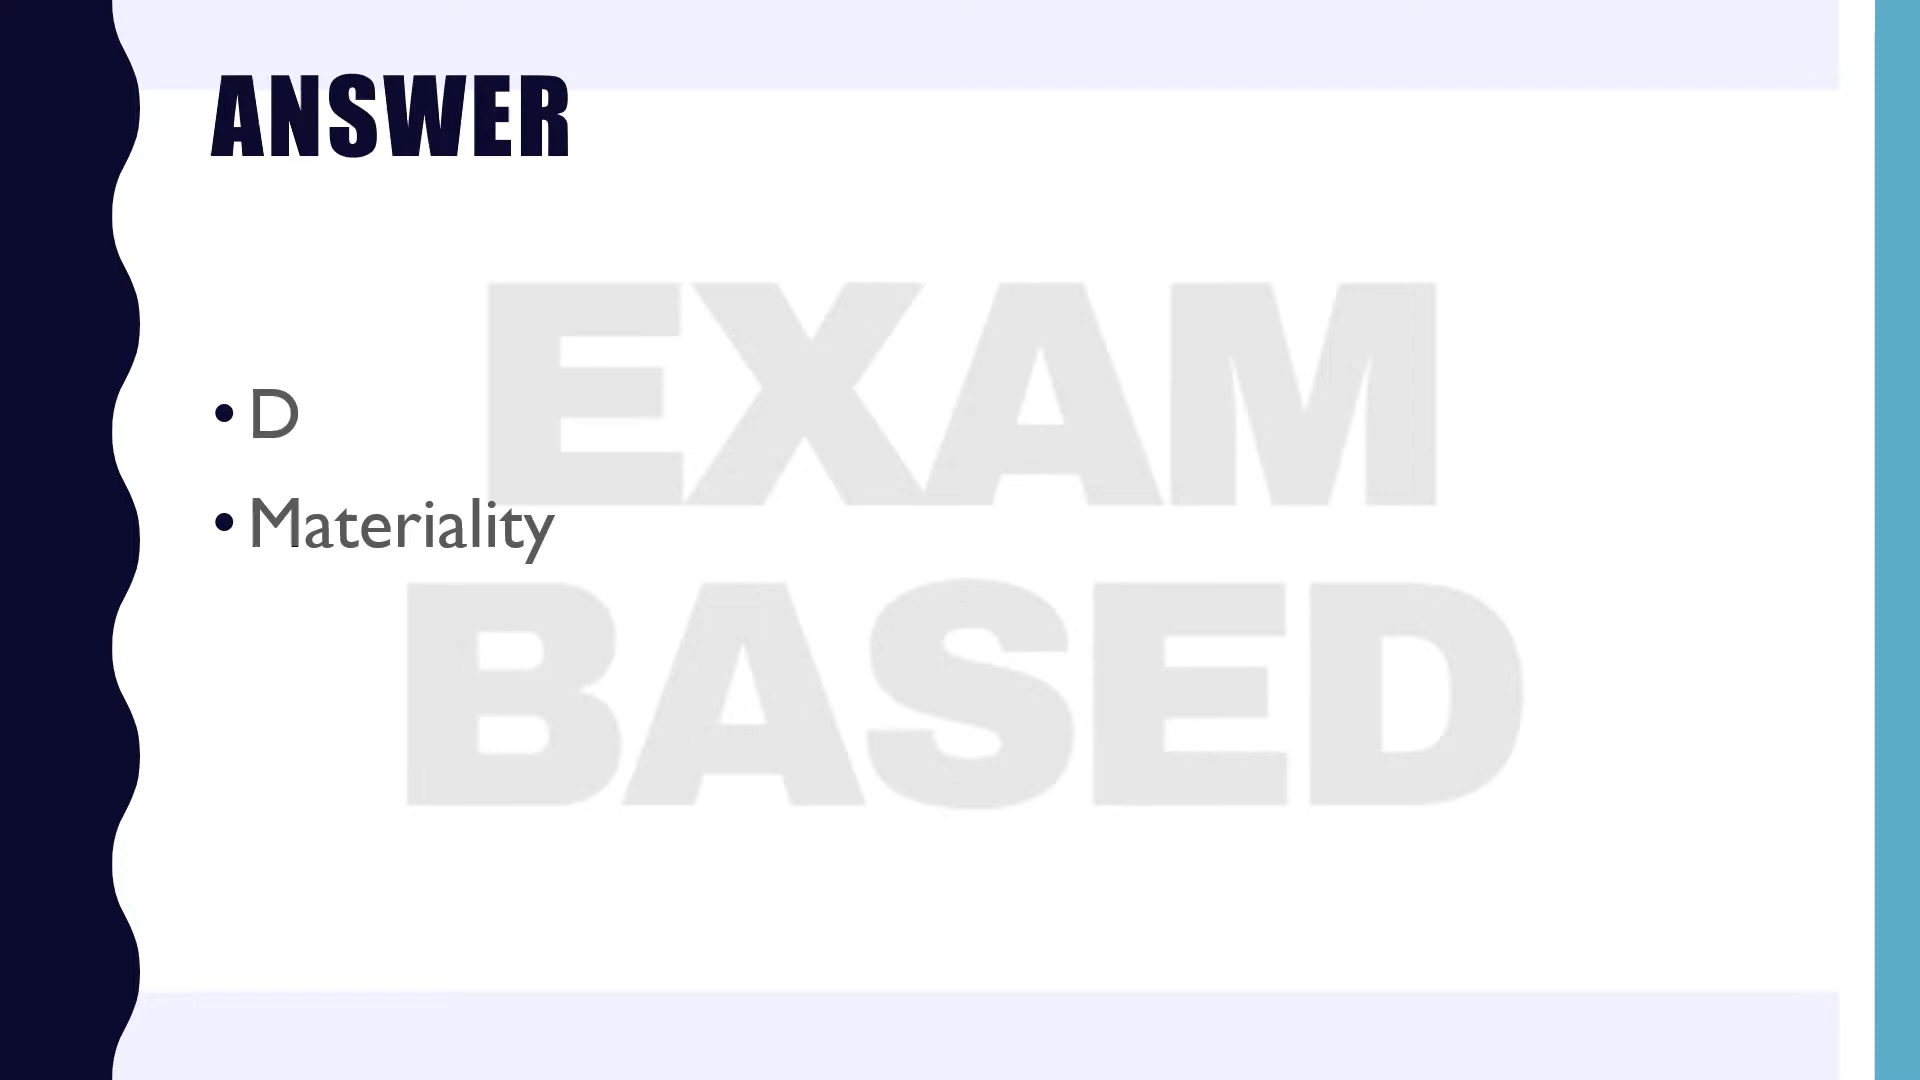 ANSWER
• D
• Materiality
EXAM
BASED